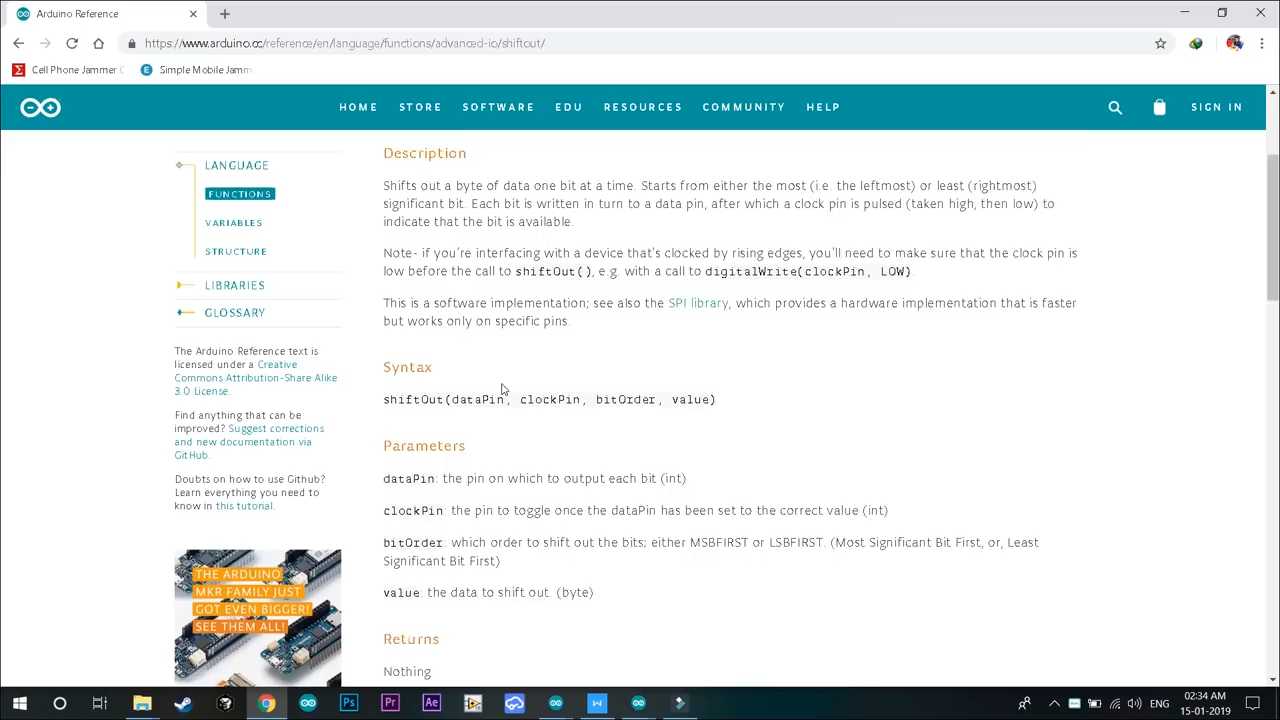 Arduino Reference
https://www.arduino.cc/reference/en/language/functions/advanced-io/shiftout/
Cell Phone Jammer
Simple Mobile Jamm
HOME STORE SOFTWARE EDU RESOURCES COMMUNITY HELP SIGN IN
LANGUAGE
FUNCTIONS
VARIABLES
STRUCTURE
LIBRARIES
GLOSSARY
The Arduino Reference text is
licensed under a Creative
Commons Attribution-Share Alike
3.0 License.
Find anything that can be
improved? Suggest corrections
and new documentation via
GitHub.
Doubts on how to use Github?
Learn everything you need to
know in this tutorial.
THE ARDUINO
MKR FAMILY JUST
GOT EVEN BIGGER!
SEE THEM ALL!
Description
Shifts out a byte of data one bit at a time. Starts from either the most (i.e. the leftmost) or least (rightmost)
significant bit. Each bit is written in turn to a data pin, after which a clock pin is pulsed (taken high, then low) to
indicate that the bit is available.
Note- if you're interfacing with a device that's clocked by rising edges, you'll need to make sure that the clock pin is
low before the call to shiftOut(), e.g. with a call to digitalWrite(clockPin, LOW).
This is a software implementation; see also the SPI library, which provides a hardware implementation that is faster
but works only on specific pins.
Syntax
shiftOut(dataPin, clockPin, bitOrder, value)
Parameters
dataPin: the pin on which to output each bit (int)
clockPin: the pin to toggle once the dataPin has been set to the correct value (int)
bitOrder: which order to shift out the bits; either MSBFIRST or LSBFIRST. (Most Significant Bit First, or, Least
Significant Bit First)
value: the data to shift out. (byte)
Returns
Nothing
Ps Pr Ae
ENG
02:34 AM
15-01-2019